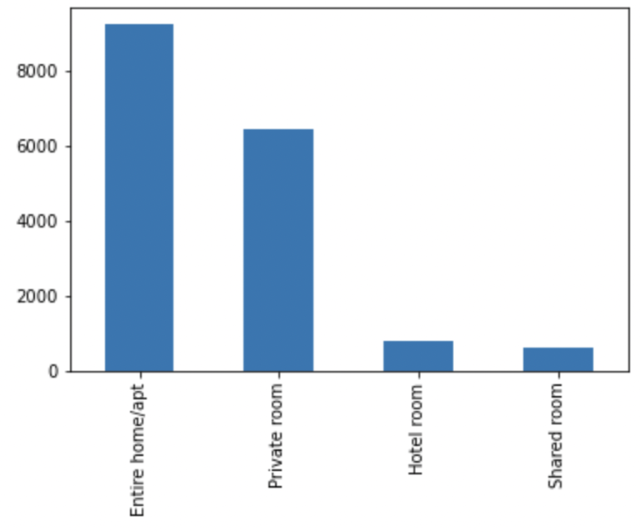 8000
6000
4000
2000
0
Entire home/apt
Private room
Hotel room
Shared room